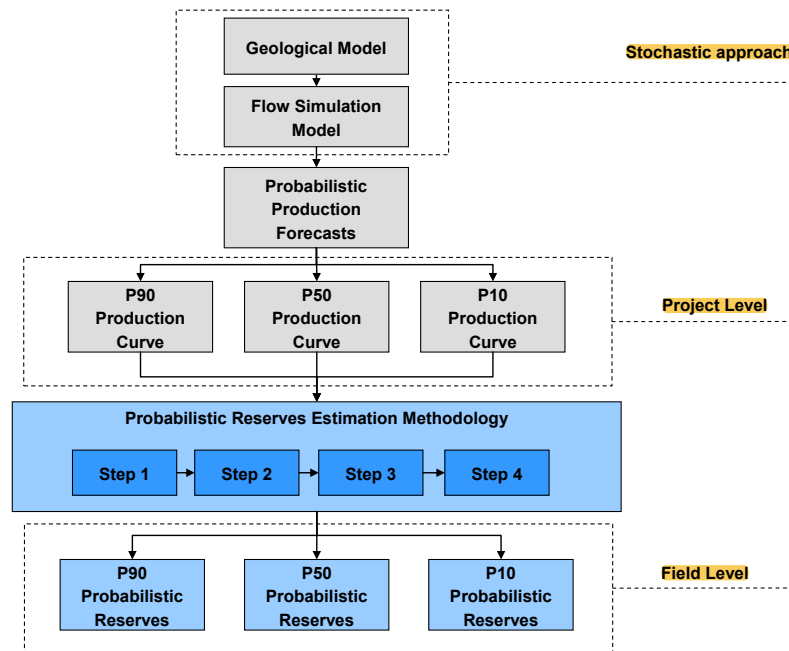 Geological Model
Stochastic approach
Flow Simulation
Model
Probabilistic
Production
Forecasts
P90
Production
Curve
P50
Production
Curve
P10
Production
Curve
Project Level
Probabilistic Reserves Estimation Methodology
Step 1
Step 2
Step 3
Step 4
P90
Probabilistic
Reserves
P50
Probabilistic
Reserves
P10
Probabilistic
Reserves
Field Level